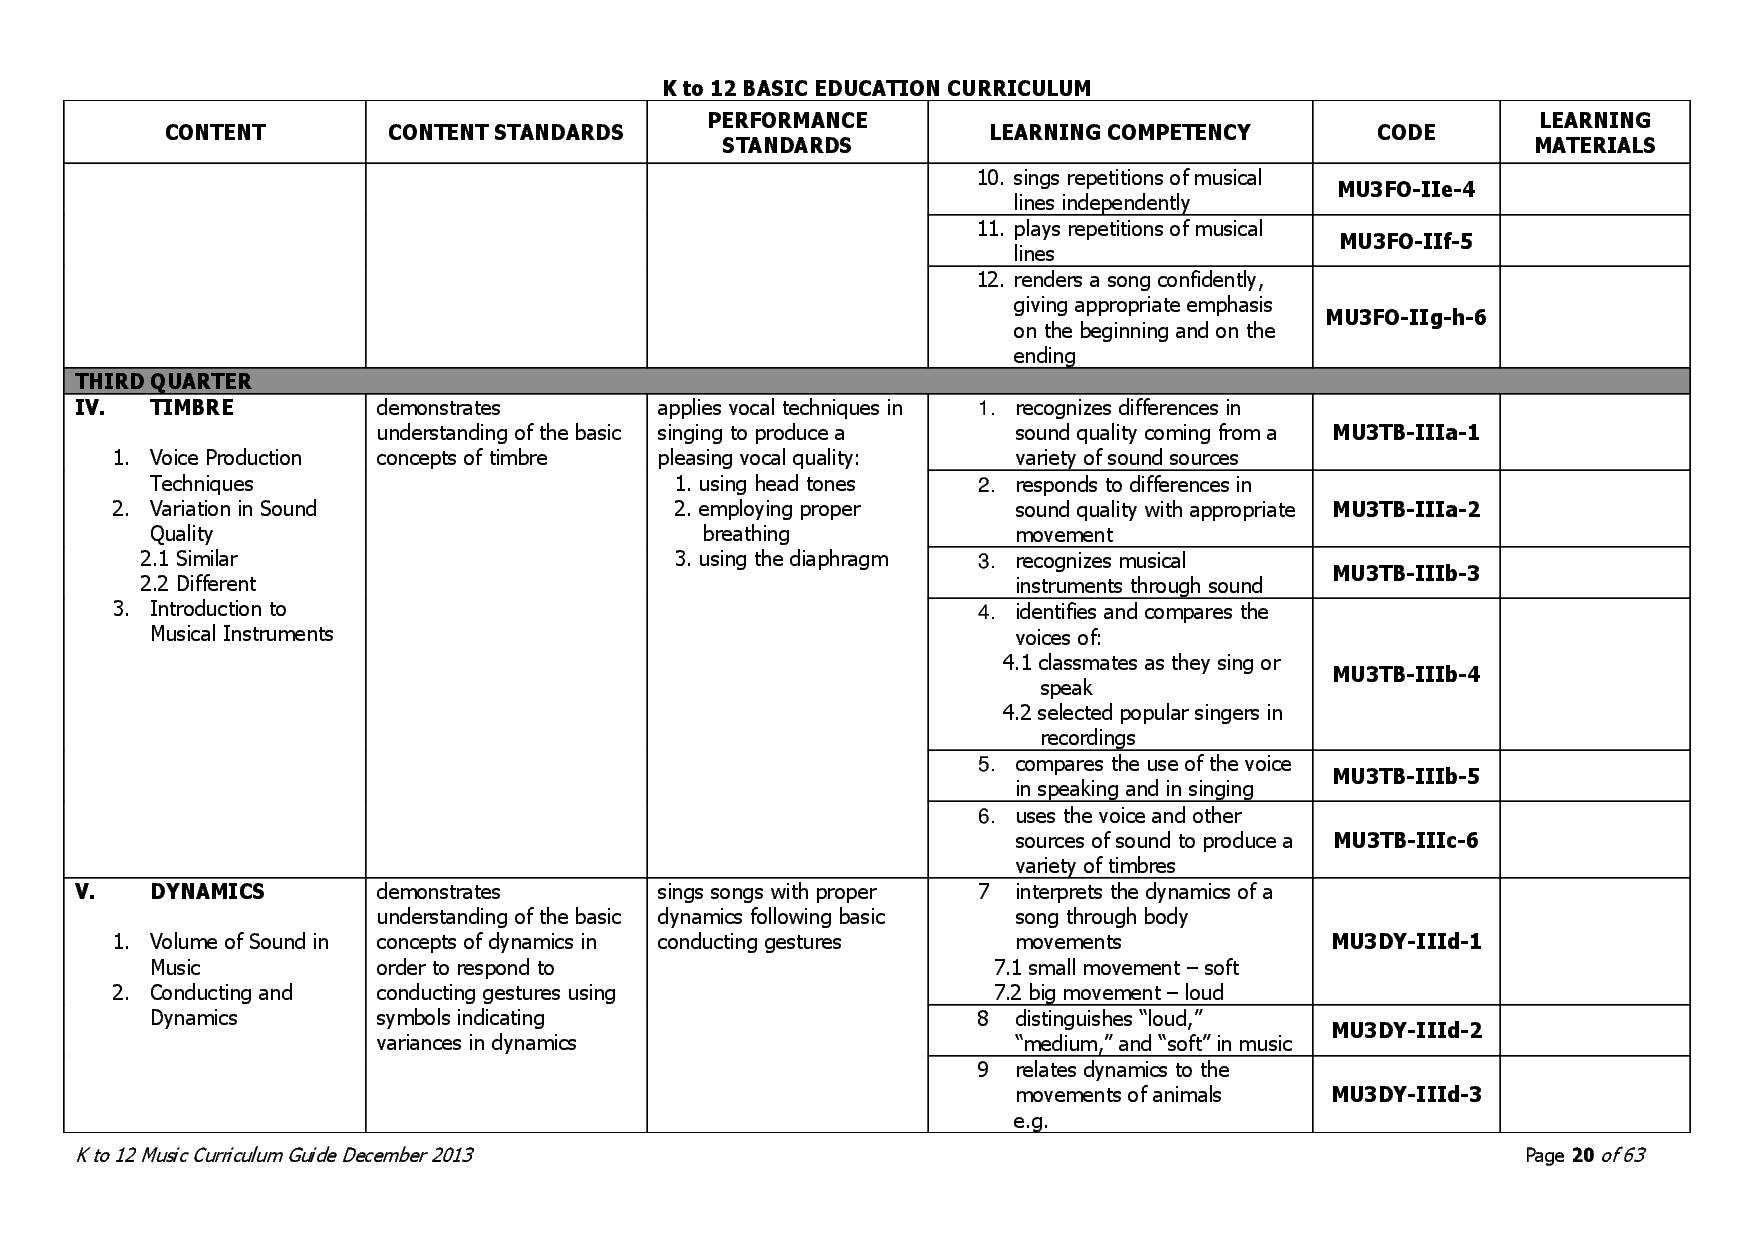 K to 12 BASIC EDUCATION CURRICULUM
CONTENT
CONTENT STANDARDS
PERFORMANCE
STANDARDS
LEARNING COMPETENCY
CODE
LEARNING
MATERIALS
10. sings repetitions of musical
lines independently
MU3FO-IIe-4
11. plays repetitions of musical
lines
MU3FO-IIf-5
12. renders a song confidently,
giving appropriate emphasis
on the beginning and on the
ending
MU3FO-IIg-h-6
THIRD QUARTER
IV. TIMBRE
1. Voice Production
Techniques
2. Variation in Sound
Quality
2.1 Similar
2.2 Different
3. Introduction to
Musical Instruments
demonstrates
understanding of the basic
concepts of timbre
applies vocal techniques in
singing to produce a
pleasing vocal quality:
1. using head tones
2. employing proper
breathing
3. using the diaphragm
1. recognizes differences in
sound quality coming from a
variety of sound sources
MU3TB-IIIa-1
2. responds to differences in
sound quality with appropriate
movement
MU3TB-IIIa-2
3. recognizes musical
instruments through sound
MU3TB-IIIb-3
4. identifies and compares the
voices of:
4.1 classmates as they sing or
speak
4.2 selected popular singers in
recordings
MU3TB-IIIb-4
5. compares the use of the voice
in speaking and in singing
MU3TB-IIIb-5
6. uses the voice and other
sources of sound to produce a
variety of timbres
MU3TB-IIIc-6
V. DYNAMICS
1. Volume of Sound in
Music
2. Conducting and
Dynamics
demonstrates
understanding of the basic
concepts of dynamics in
order to respond to
conducting gestures using
symbols indicating
variances in dynamics
sings songs with proper
dynamics following basic
conducting gestures
7 interprets the dynamics of a
song through body
movements
7.1 small movement – soft
7.2 big movement – loud
MU3DY-IIId-1
8 distinguishes “loud,”
“medium,” and “soft” in music
MU3DY-IIId-2
9 relates dynamics to the
movements of animals
e.g.
MU3DY-IIId-3
K to 12 Music Curriculum Guide December 2013
Page 20 of 63